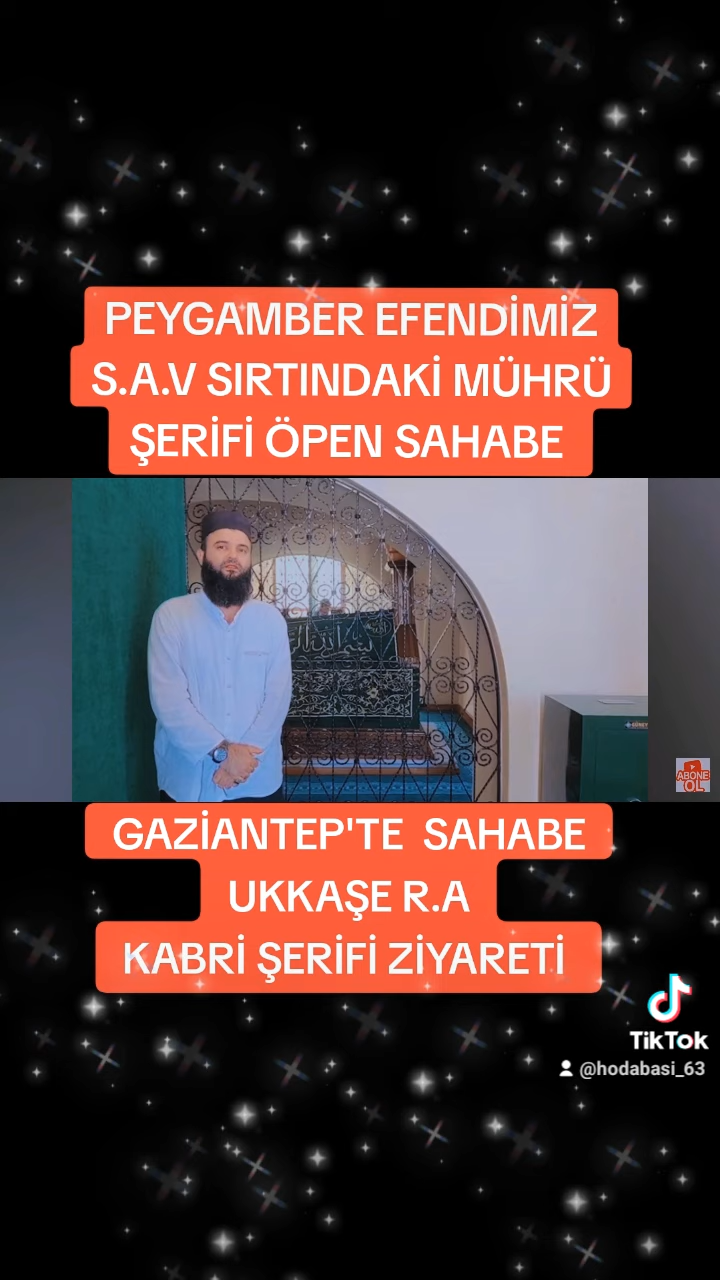 PEYGAMBER EFENDİMİZ
S.A.V SIRTINDAKİ MÜHRÜ
ŞERİFİ ÖPEN SAHABE
GÜNEY
ABONE
OL
GAZİANTEP'TE SAHABE
UKKAŞE R.A
KABRİ ŞERİFİ ZİYARETİ
TikTok
@hodabasi_63